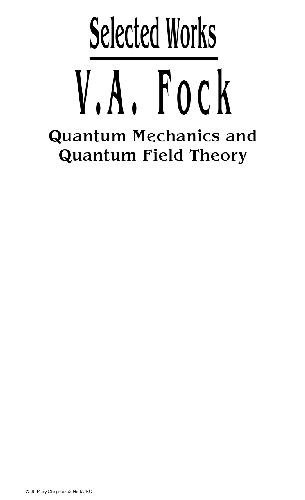 Selected Works
V.A. Fock
Quantum Mechanics and
Quantum Field Theory